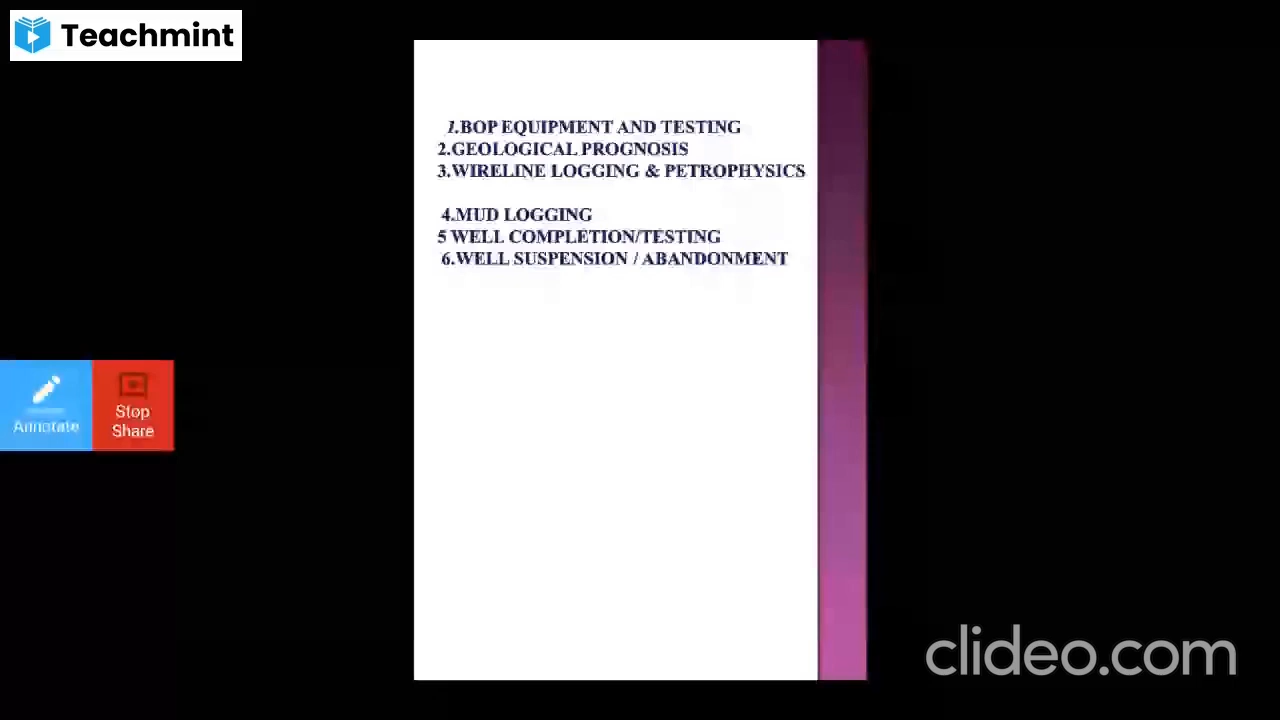 Teachmint
1.BOP EQUIPMENT AND TESTING
2.GEOLOGICAL PROGNOSIS
3.WIRELINE LOGGING & PETROPHYSICS
4.MUD LOGGING
5 WELL COMPLETION/TESTING
6.WELL SUSPENSION / ABANDONMENT
Annotate
Stop
Share
clideo.com